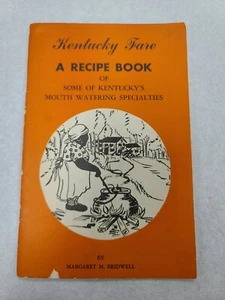 Kentucky Fare
A RECIPE BOOK
OF
SOME OF KENTUCKY'S
MOUTH WATERING SPECIALTIES
BY
MARGARET M. BRIDWELL